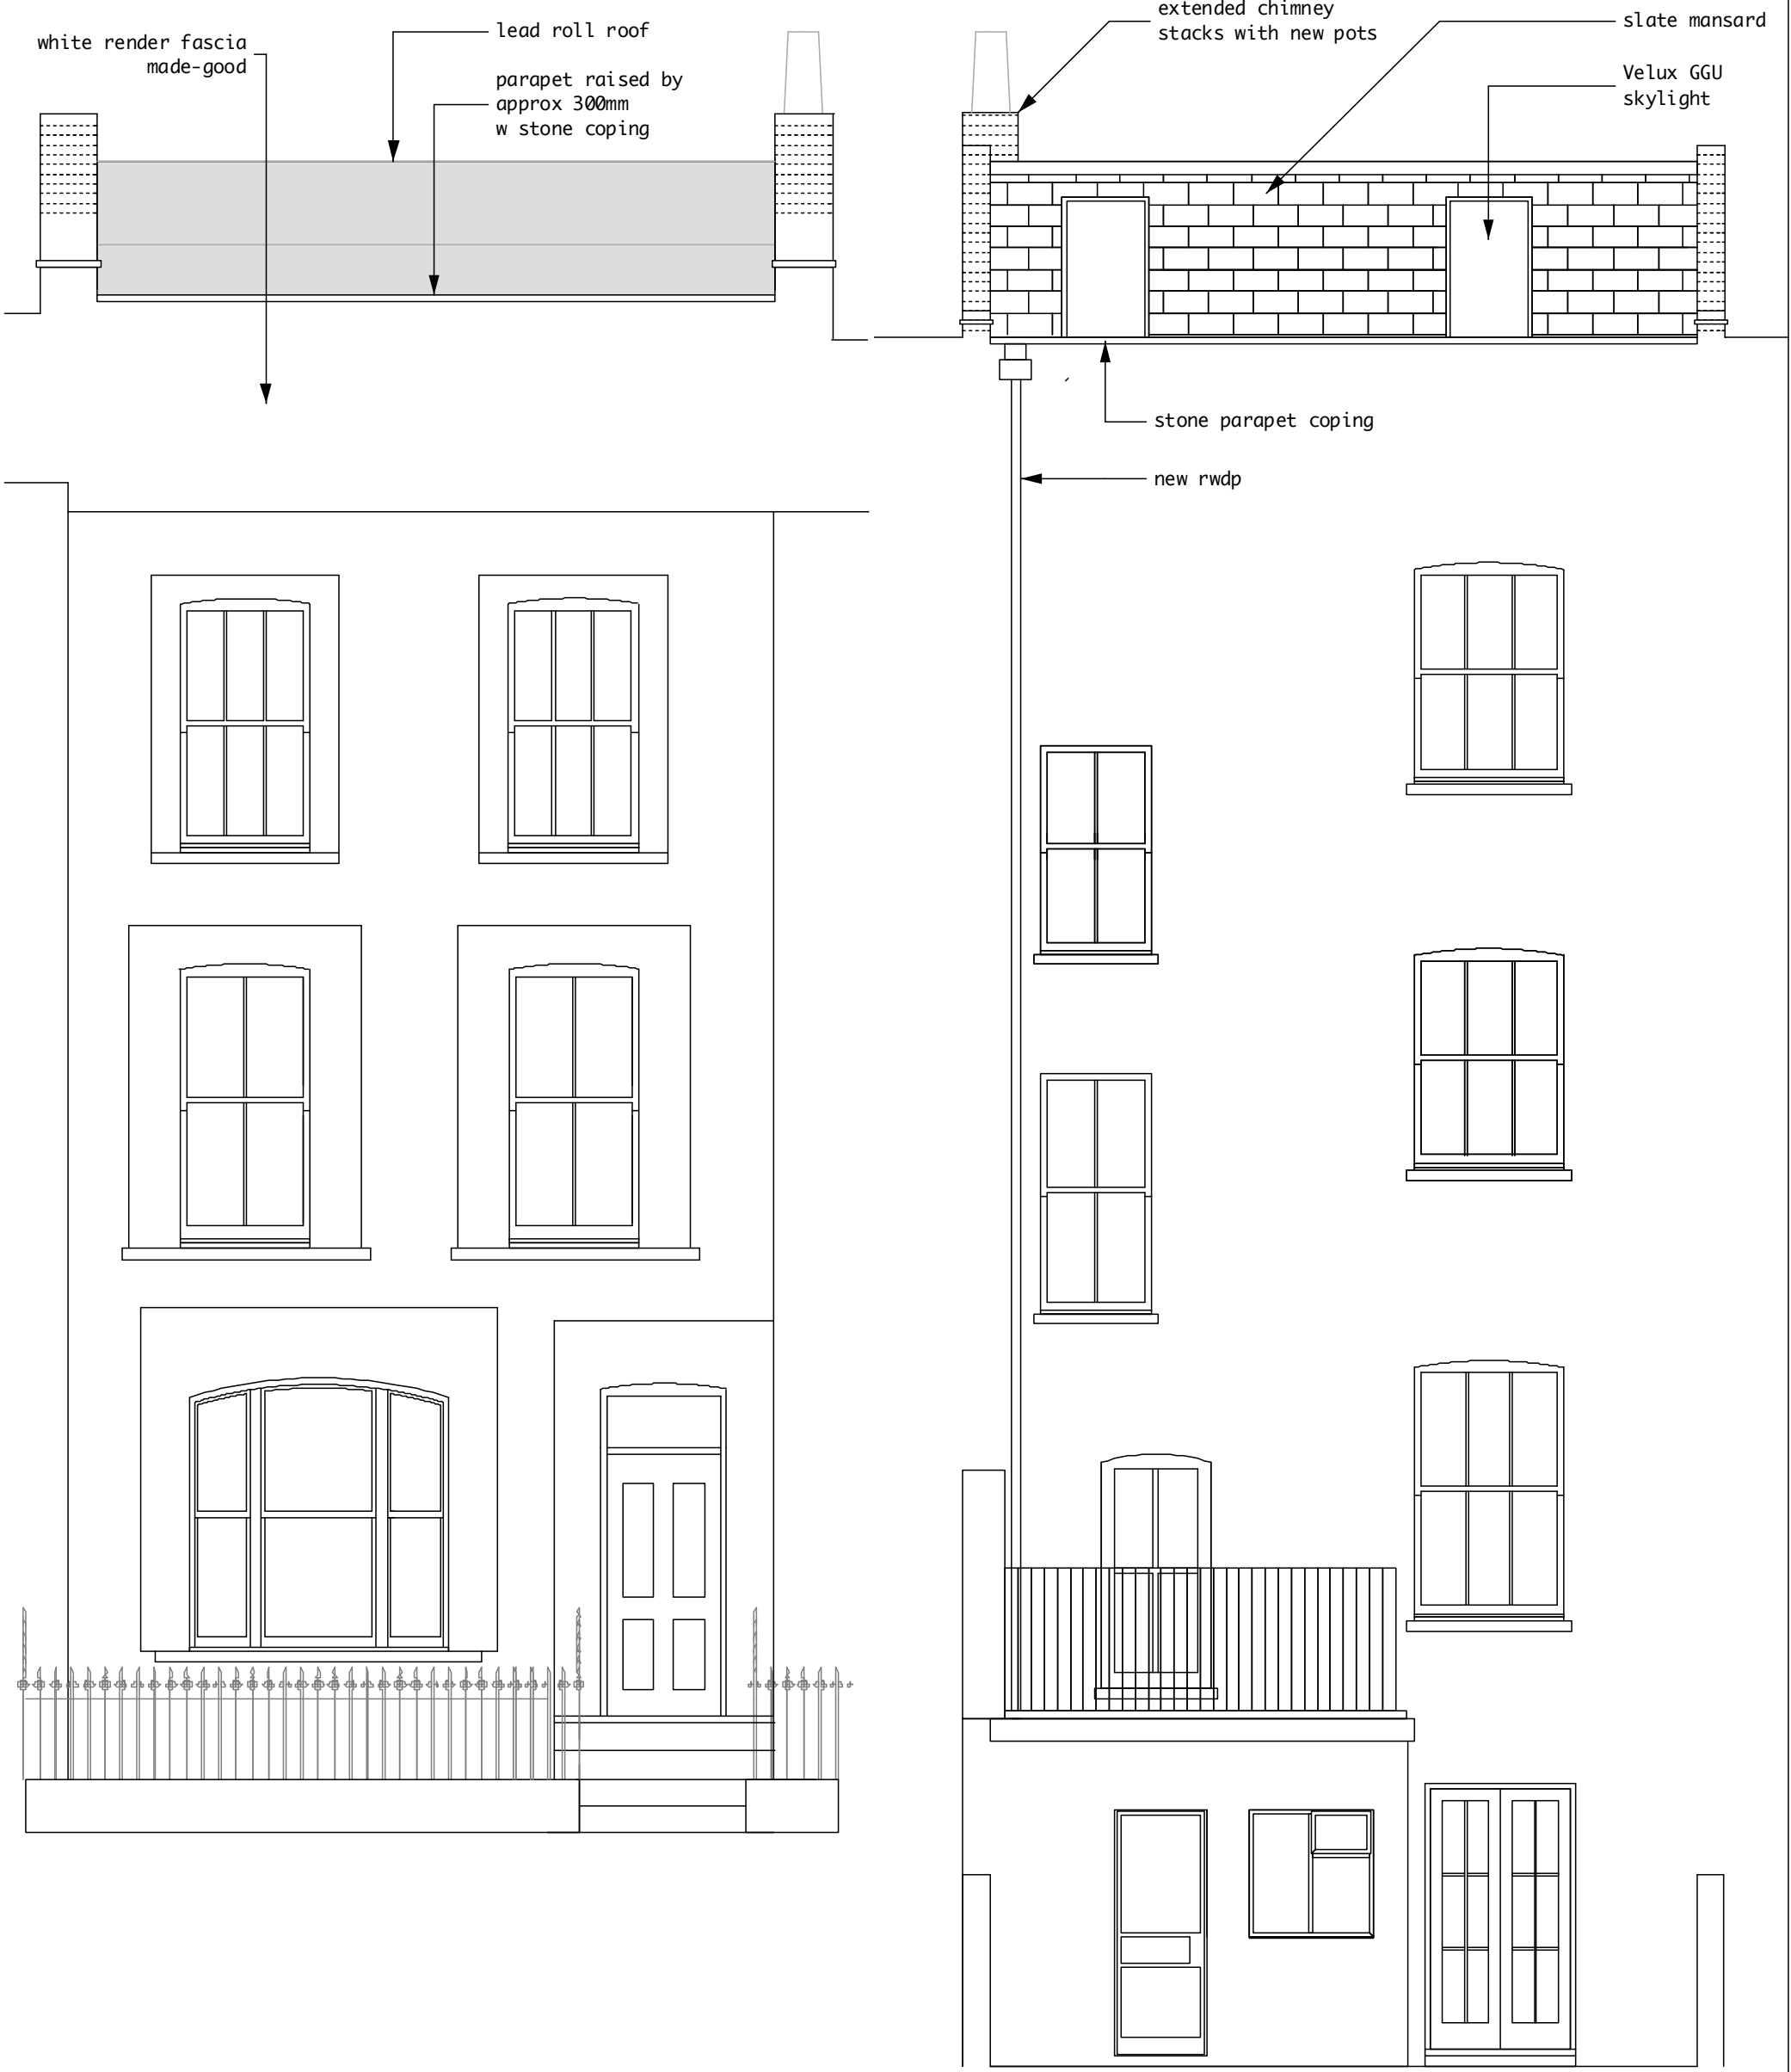 white render fascia
made-good
lead roll roof
parapet raised by
approx 300mm
w stone coping
extended chimney
stacks with new pots
slate mansard
Velux GGU
skylight
stone parapet coping
new rwdp